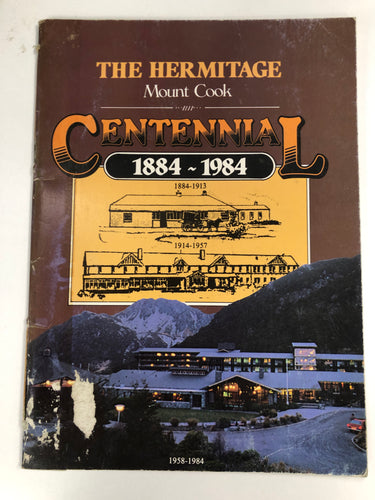 THE HERMITAGE
Mount Cook
CENTENNIAL
1884 ~ 1984
1884-1913
1914-1957
1958-1984